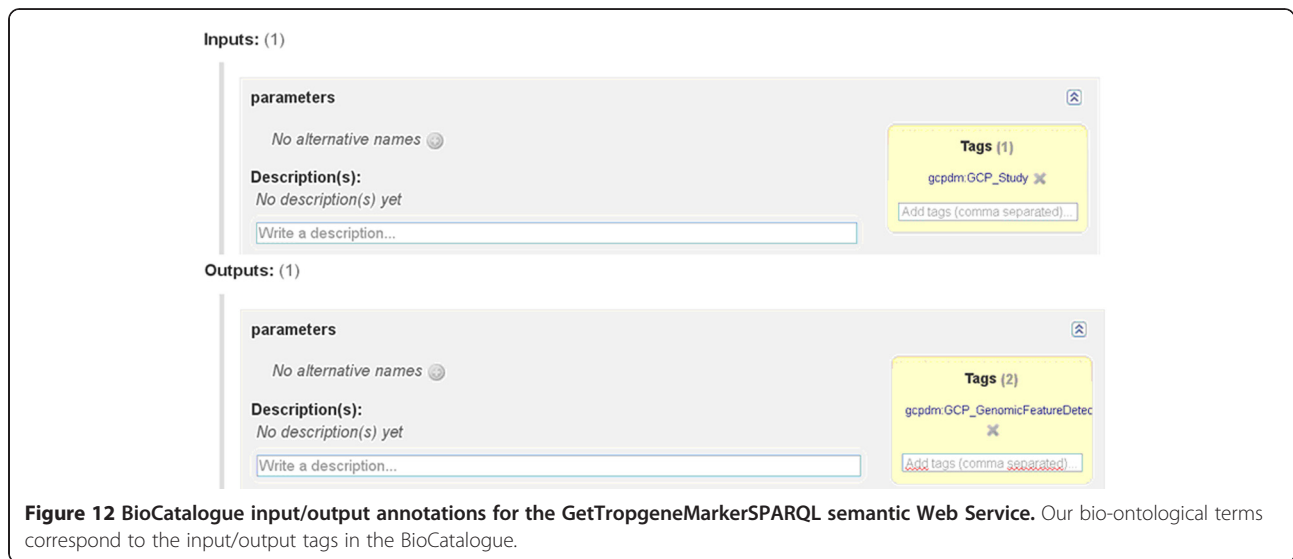 Inputs: (1)
parameters
No alternative names
Tags (1)
Description(s):
gcpdm:GCP_Study
No description(s) yet
Add tags (comma separated)...
Write a description...
Outputs: (1)
parameters
No alternative names
Tags (2)
Description(s):
gcpdm:GCP_GenomicFeatureDetec
No description(s) yet
Write a description...
Add tags (comma separated)...
Figure 12 BioCatalogue input/output annotations for the GetTropgeneMarkerSPARQL semantic Web Service. Our bio-ontological terms
correspond to the input/output tags in the BioCatalogue.